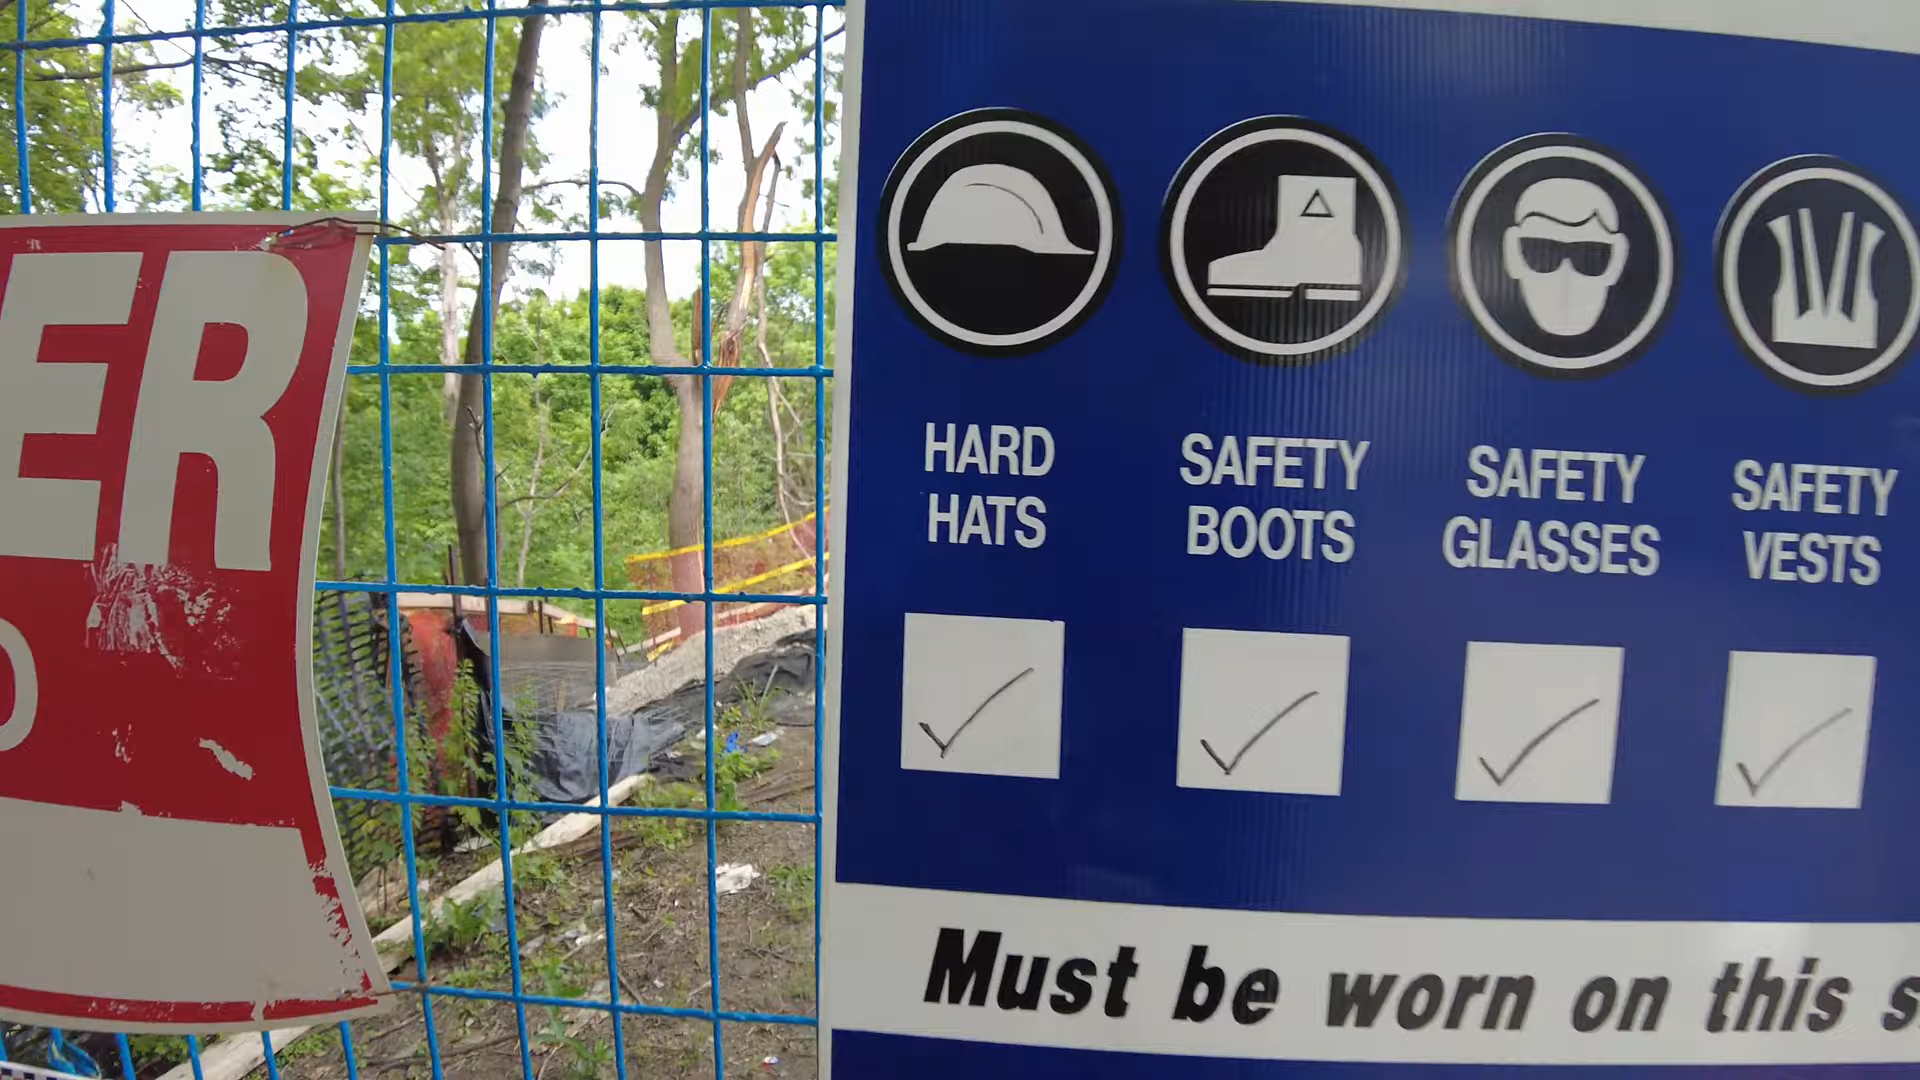 ER
HARD HATS
SAFETY BOOTS
SAFETY GLASSES
SAFETY VESTS
Must be worn on this s